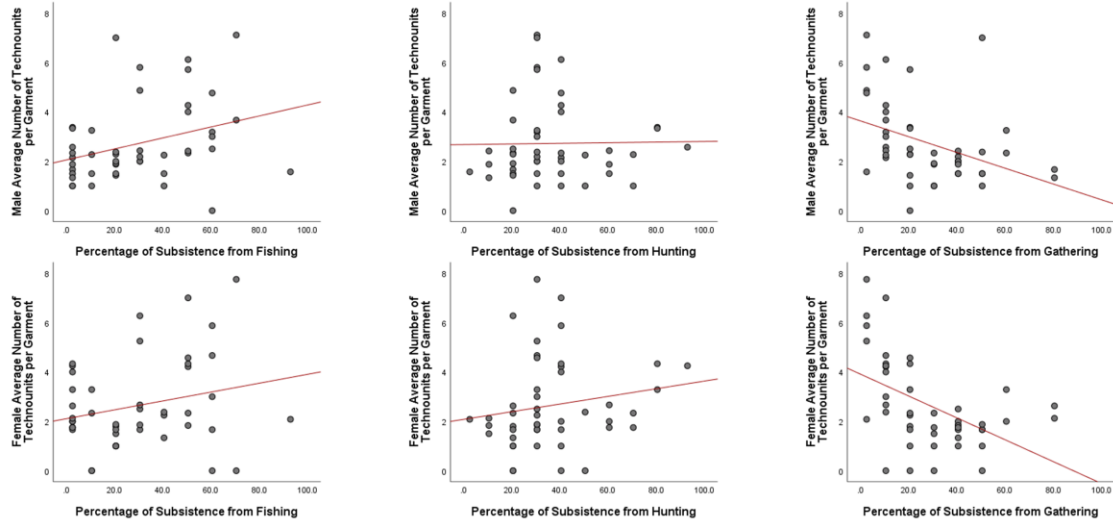 Male Average Number of Technounits
per Garment
8
6
4
2
0
.0 20.0 40.0 60.0 80.0 100.0
Percentage of Subsistence from Fishing
Male Average Number of Technounits
per Garment
8
6
4
2
0
.0 20.0 40.0 60.0 80.0 100.0
Percentage of Subsistence from Hunting
Male Average Number of Technounits
per Garment
8
6
4
2
0
.0 20.0 40.0 60.0 80.0 100.0
Percentage of Subsistence from Gathering
Female Average Number of
Technounits per Garment
8
6
4
2
0
.0 20.0 40.0 60.0 80.0 100.0
Percentage of Subsistence from Fishing
Female Average Number of
Technounits per Garment
8
6
4
2
0
.0 20.0 40.0 60.0 80.0 100.0
Percentage of Subsistence from Hunting
Female Average Number of
Technounits per Garment
8
6
4
2
0
.0 20.0 40.0 60.0 80.0 100.0
Percentage of Subsistence from Gathering